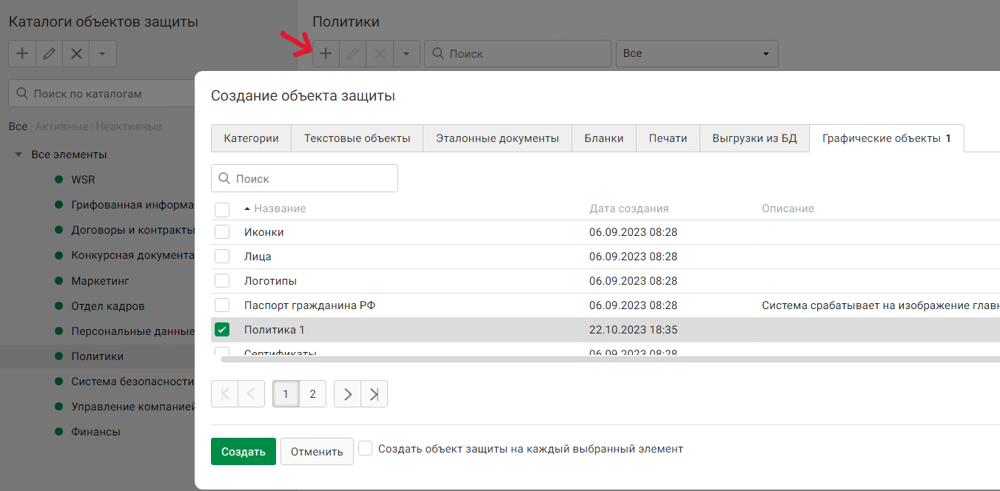 Каталоги объектов защиты
Политики
Поиск
Все
Поиск по каталогам
Все Активные Неактивные
Все элементы
WSR
Грифованная информа
Договоры и контракты
Конкурсная документа
Маркетинг
Отдел кадров
Персональные данные
Политики
Система безопасности
Управление компанией
Финансы
Создание объекта защиты
Категории Текстовые объекты Эталонные документы Бланки Печати Выгрузки из БД Графические объекты 1
Поиск
Название Дата создания Описание
Иконки 06.09.2023 08:28
Лица 06.09.2023 08:28
Логотипы 06.09.2023 08:28
Паспорт гражданина РФ 06.09.2023 08:28 Система срабатывает на изображение главн
Политика 1 22.10.2023 18:35
Сертификаты 06.09.2023 08:28
1 2
Создать Отменить Создать объект защиты на каждый выбранный элемент